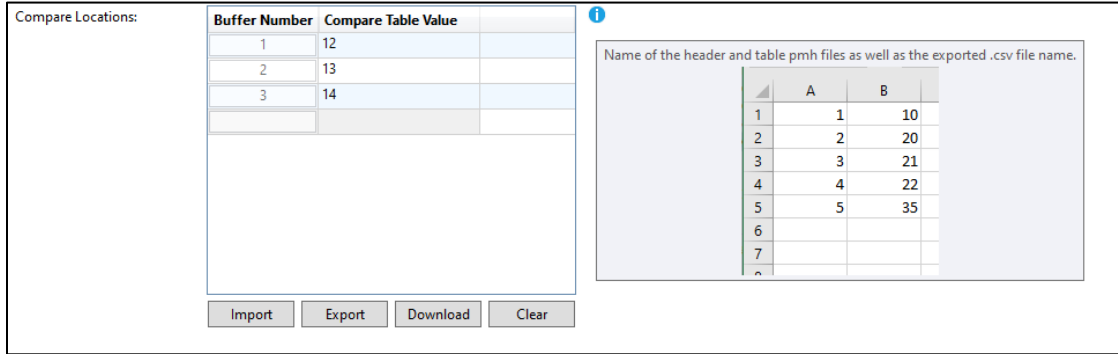 Compare Locations:
Buffer Number Compare Table Value
1 12
2 13
3 14
Import Export Download Clear
Name of the header and table pmh files as well as the exported .csv file name.
A B
1 1 10
2 2 20
3 3 21
4 4 22
5 5 35
6
7